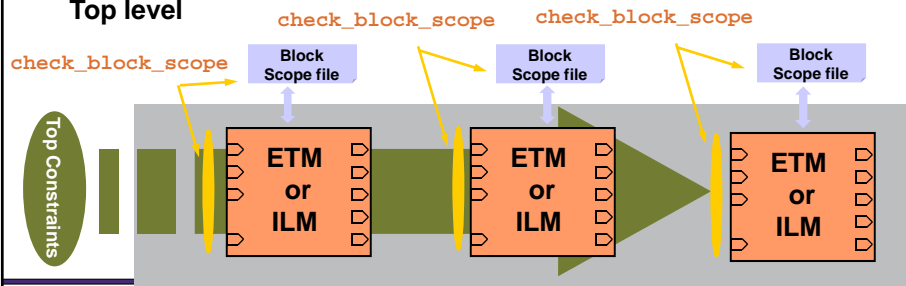 Top level
check_block_scope
check_block_scope
check_block_scope
Block
Scope file
Block
Scope file
Block
Scope file
Top Constraints
ETM
or
ILM
ETM
or
ILM
ETM
or
ILM